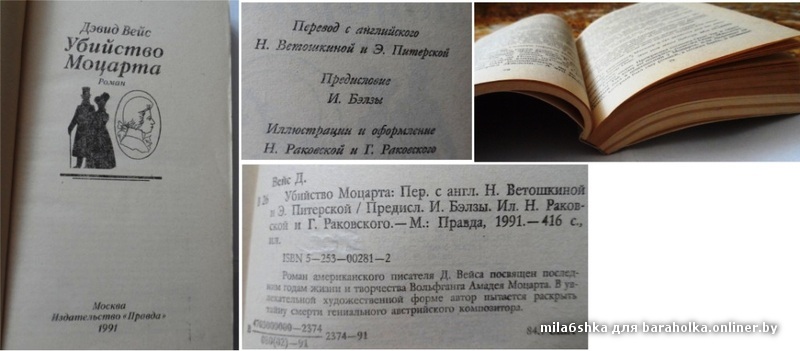 Дэвид Вейс
Убийство
Моцарта
Роман
Москва
Издательство «Правда»
1991
Перевод с английского
Н. Ветошкиной и Э. Питерской
Предисловие
И. Бэлзы
Иллюстрации и оформление
Н. Раковской и Г. Раковского
Вейс Д.
Убийство Моцарта: Пер. с англ. Н. Ветошкиной
и Э. Питерской / Предисл. И. Бэлзы. Ил. Н. Раков-
ской и Г. Раковского.— М.: Правда, 1991.—416 с.,
ил.
ISBN 5—253—00281—2
Роман американского писателя Д. Вейса посвящен послед-
ним годам жизни и творчества Вольфганга Амадея Моцарта. В ув-
лекательной художественной форме автор пытается раскрыть
тайну смерти гениального австрийского композитора.
2374—91
mila6shka для baraholka.onliner.by